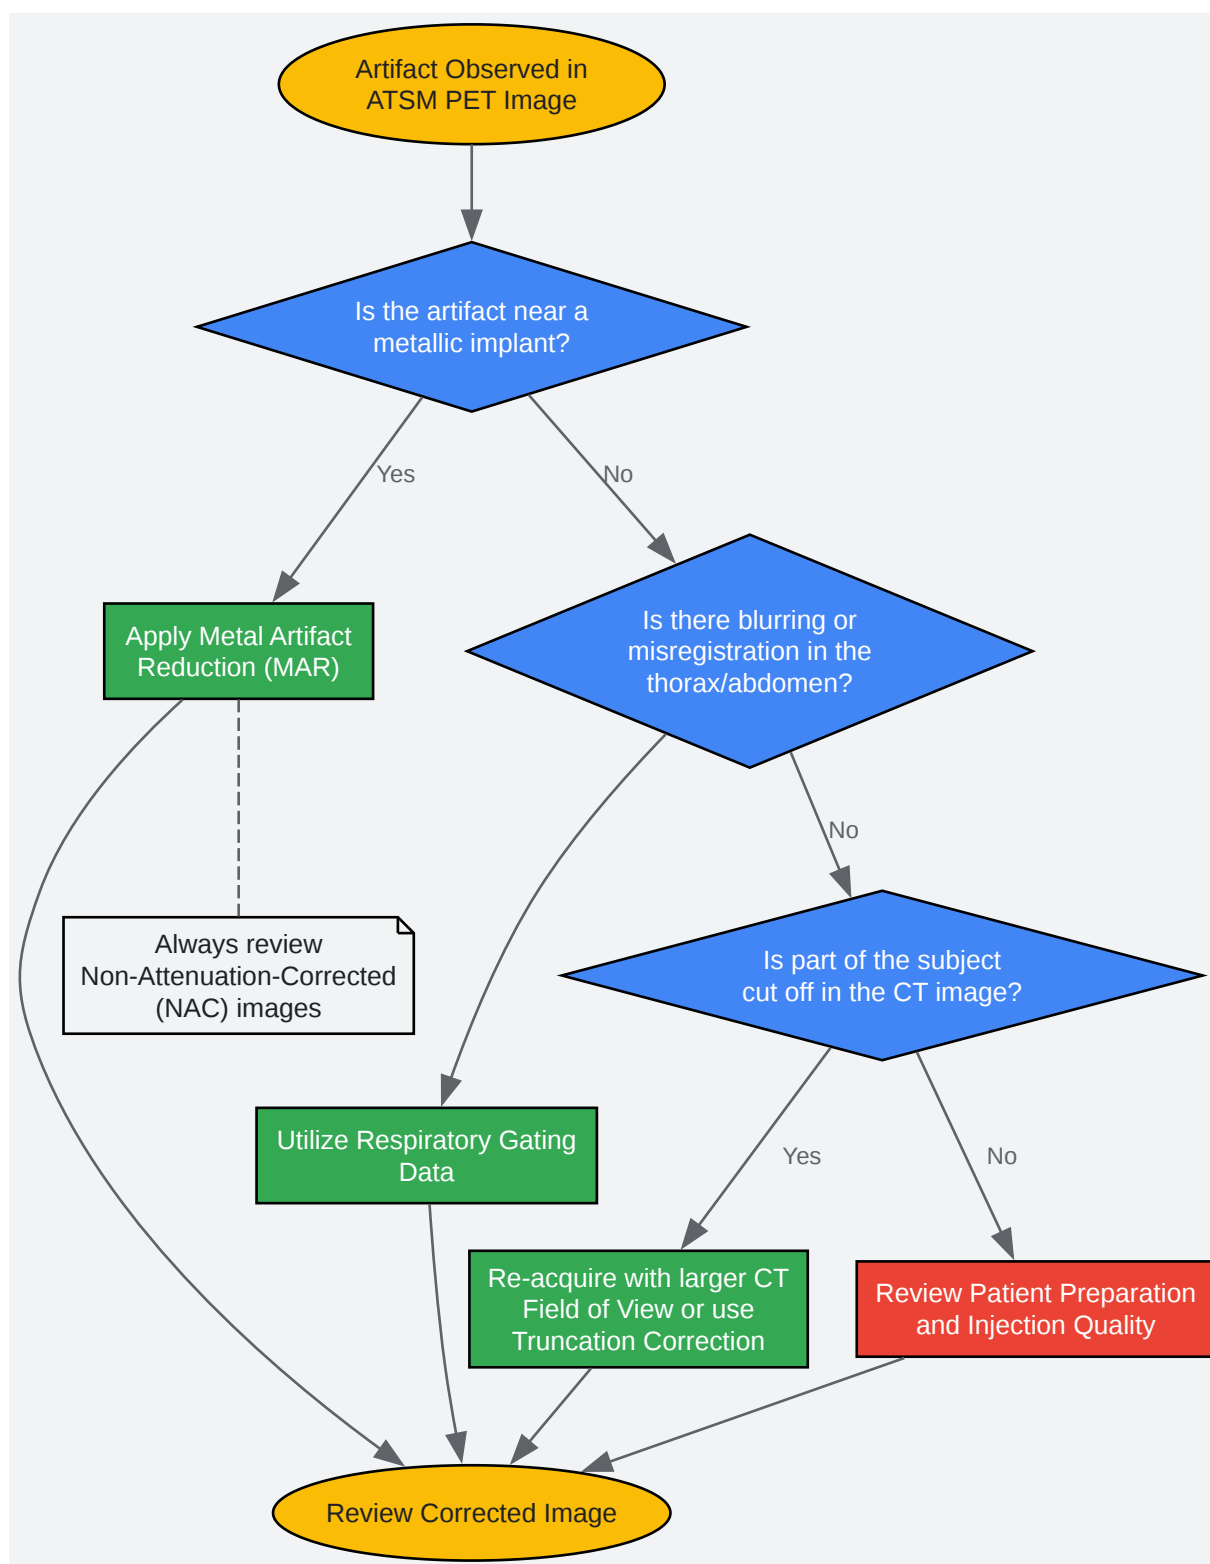 Artifact Observed in
ATSM PET Image
Is the artifact near a
metallic implant?
Yes
No
Apply Metal Artifact
Reduction (MAR)
Is there blurring or
misregistration in the
thorax/abdomen?
No
Always review
Non-Attenuation-Corrected
(NAC) images
Is part of the subject
cut off in the CT image?
Utilize Respiratory Gating
Data
Yes
No
Re-acquire with larger CT
Field of View or use
Truncation Correction
Review Patient Preparation
and Injection Quality
Review Corrected Image